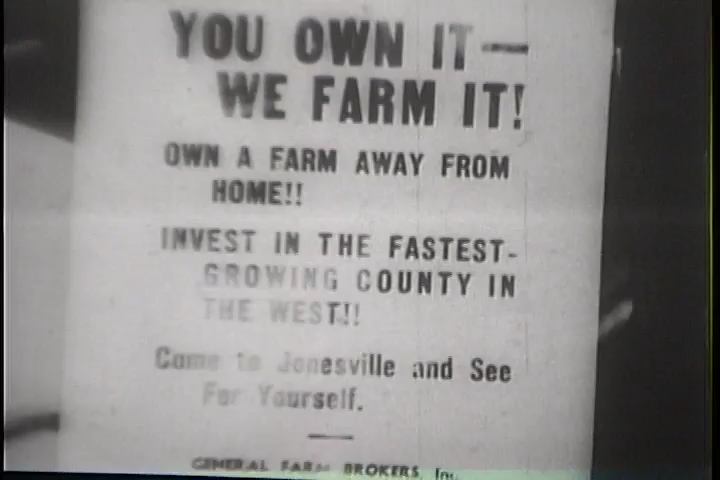 YOU OWN IT—
WE FARM IT!
OWN A FARM AWAY FROM
HOME!!
INVEST IN THE FASTEST-
GROWING COUNTY IN
THE WEST!!
Come to Jonesville and See
For Yourself.
GENERAL FARM BROKERS, Inc.